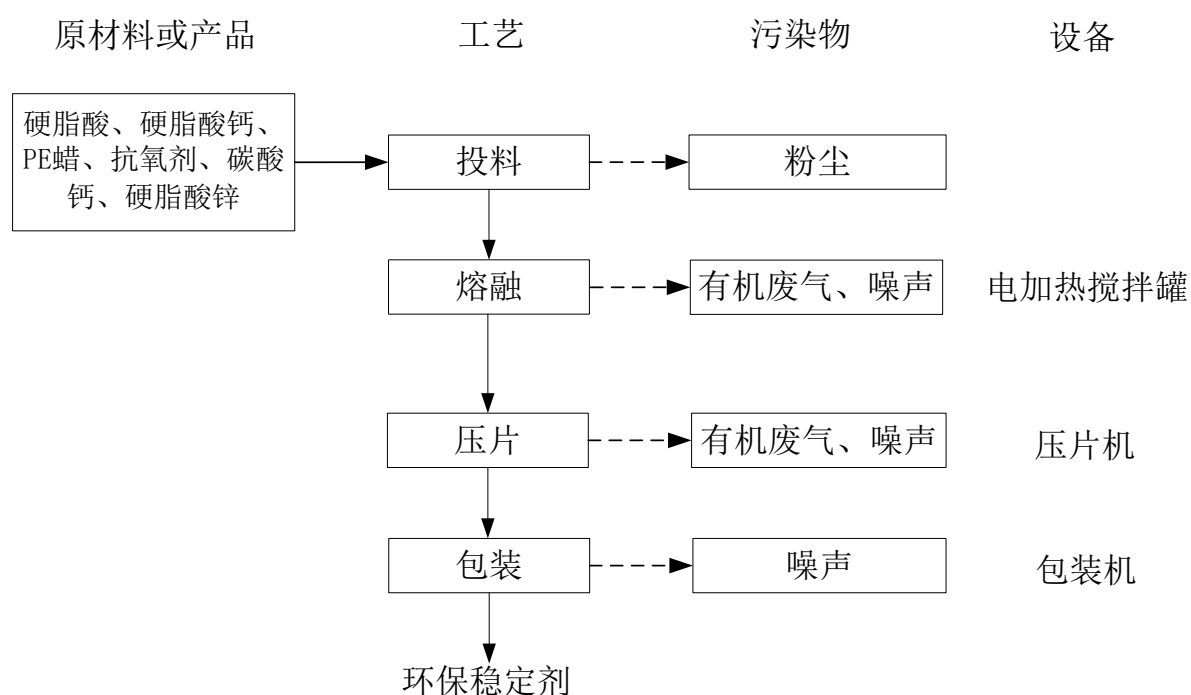 原材料或产品 工艺 污染物 设备
硬脂酸、硬脂酸钙、
PE蜡、抗氧剂、碳酸
钙、硬脂酸锌
投料 粉尘
熔融 有机废气、噪声 电加热搅拌罐
压片 有机废气、噪声 压片机
包装 噪声 包装机
环保稳定剂